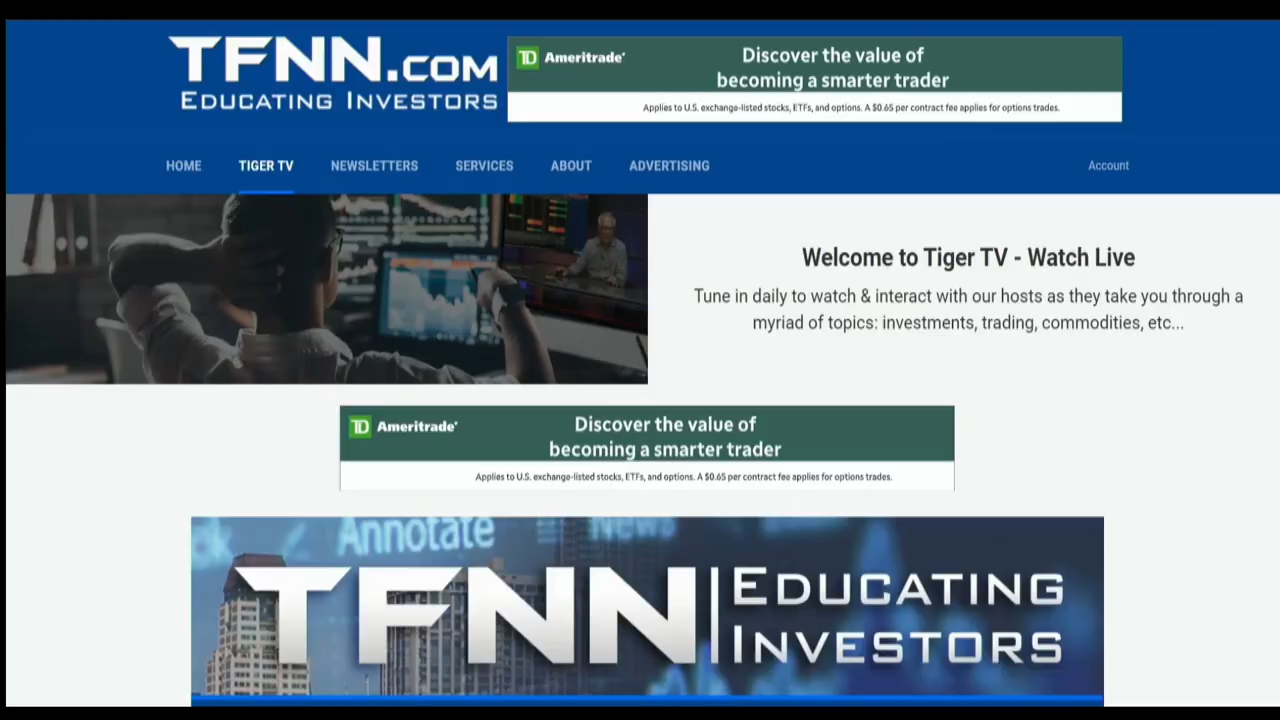 TFNN.COM
EDUCATING INVESTORS
TD Ameritrade
Discover the value of
becoming a smarter trader
Applies to U.S. exchange-listed stocks, ETFs, and options. A $0.65 per contract fee applies for options trades.
HOME TIGER TV NEWSLETTERS SERVICES ABOUT ADVERTISING Account
Welcome to Tiger TV - Watch Live
Tune in daily to watch & interact with our hosts as they take you through a
myriad of topics: investments, trading, commodities, etc...
TD Ameritrade
Discover the value of
becoming a smarter trader
Applies to U.S. exchange-listed stocks, ETFs, and options. A $0.65 per contract fee applies for options trades.
Annotate News
TFNN EDUCATING
INVESTORS